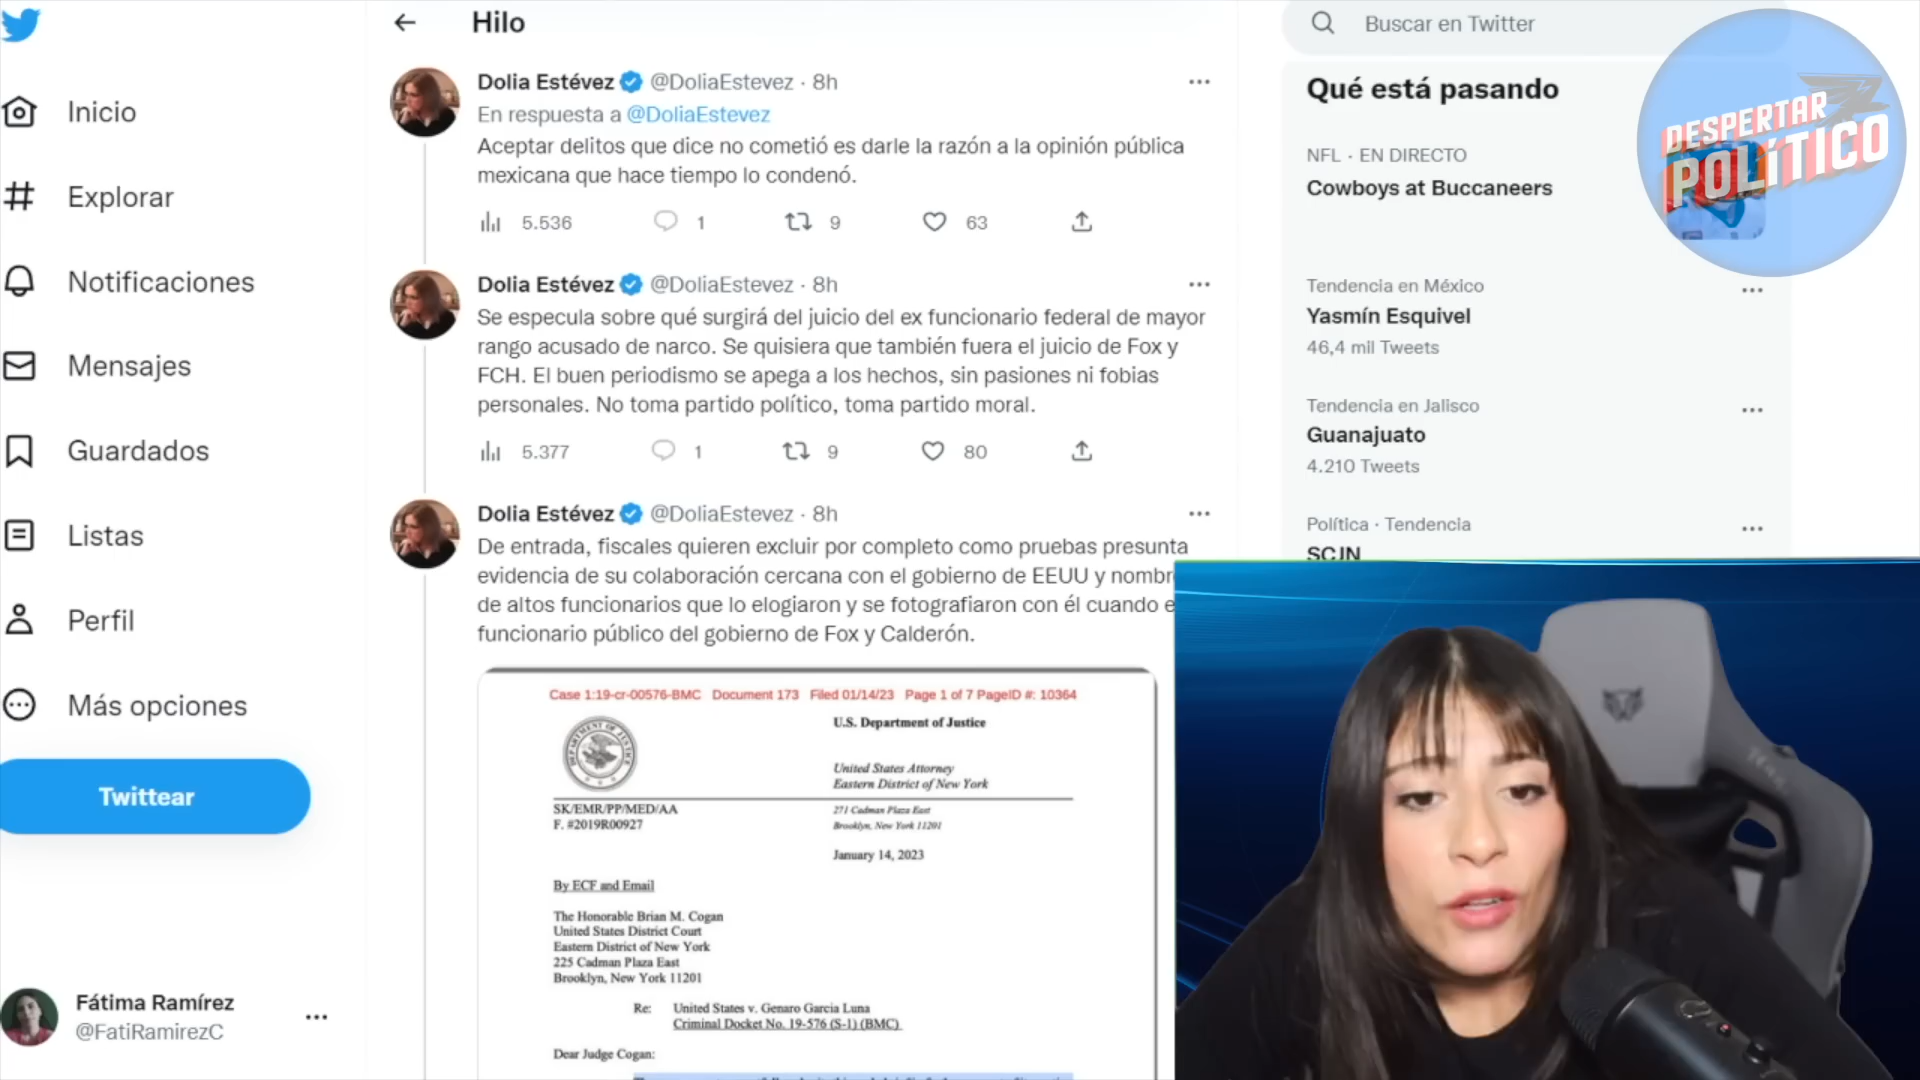 Hilo
Inicio
Explorar
Notificaciones
Mensajes
Guardados
Listas
Perfil
Más opciones
Twittear
Fátima Ramírez
@FatiRamirezC
Dolia Estévez @DoliaEstevez · 8h
En respuesta a @DoliaEstevez
Aceptar delitos que dice no cometió es darle la razón a la opinión pública
mexicana que hace tiempo lo condenó.
5.536 1 9 63
Dolia Estévez @DoliaEstevez · 8h
Se especula sobre qué surgirá del juicio del ex funcionario federal de mayor
rango acusado de narco. Se quisiera que también fuera el juicio de Fox y
FCH. El buen periodismo se apega a los hechos, sin pasiones ni fobias
personales. No toma partido político, toma partido moral.
5.377 1 9 80
Dolia Estévez @DoliaEstevez · 8h
De entrada, fiscales quieren excluir por completo como pruebas presunta
evidencia de su colaboración cercana con el gobierno de EEUU y nombr
de altos funcionarios que lo elogiaron y se fotografiaron con él cuando e
funcionario público del gobierno de Fox y Calderón.
Case 1:19-cr-00576-BMC Document 173 Filed 01/14/23 Page 1 of 7 PageID #: 10364
U.S. Department of Justice
United States Attorney
Eastern District of New York
SK/EMR/PP/MED/AA
F. #2019R00927
271 Cadman Plaza East
Brooklyn, New York 11201
January 14, 2023
By ECF and Email
The Honorable Brian M. Cogan
United States District Court
Eastern District of New York
225 Cadman Plaza East
Brooklyn, New York 11201
Re: United States v. Genaro Garcia Luna
Criminal Docket No. 19-576 (S-1) (BMC)
Dear Judge Cogan:
Buscar en Twitter
Qué está pasando
NFL · EN DIRECTO
Cowboys at Buccaneers
Tendencia en México
Yasmín Esquivel
46,4 mil Tweets
Tendencia en Jalisco
Guanajuato
4.210 Tweets
Política · Tendencia
SCJN
DESPERTAR
POLÍTICO